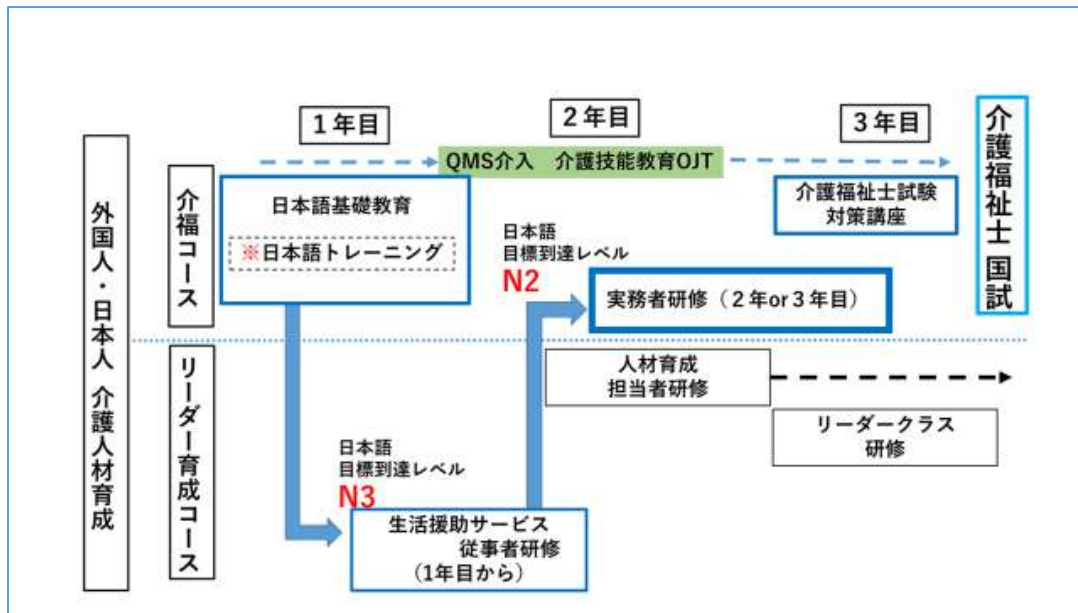 1年目
2年目
3年目
外国人・日本人 介護人材育成
介福コース
QMS介入 介護技能教育OJT
日本語基礎教育
※日本語トレーニング
日本語
目標到達レベル
N2
介護福祉士試験
対策講座
実務者研修（２年or３年目）
介護福祉士 国試
リーダー育成コース
人材育成
担当者研修
リーダークラス
研修
日本語
目標到達レベル
N3
生活援助サービス
従事者研修
(1年目から）